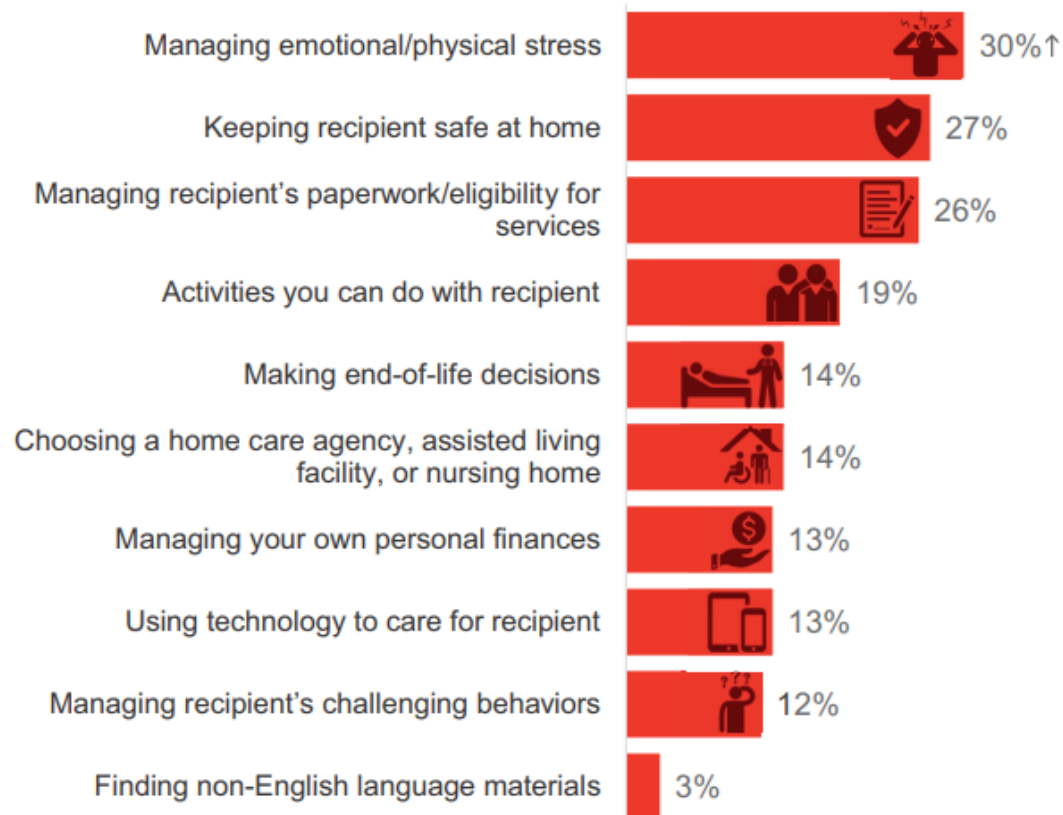 Managing emotional/physical stress 30%↑
Keeping recipient safe at home 27%
Managing recipient's paperwork/eligibility for
services 26%
Activities you can do with recipient 19%
Making end-of-life decisions 14%
Choosing a home care agency, assisted living
facility, or nursing home 14%
Managing your own personal finances $ 13%
Using technology to care for recipient 13%
Managing recipient's challenging behaviors ??? 12%
Finding non-English language materials 3%